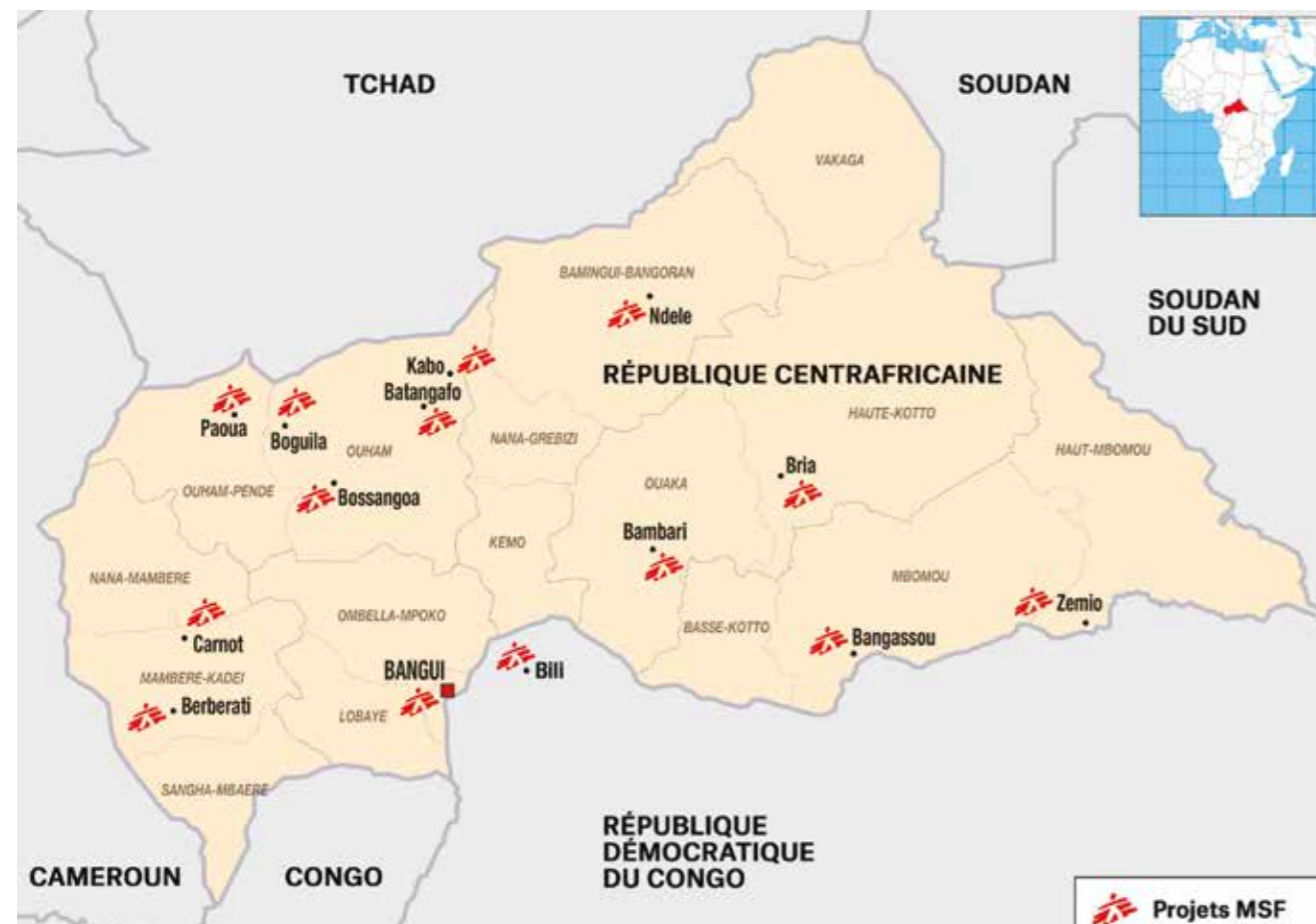 TCHAD
SOUDAN
VAKAGA
BAMINGUI-BANGORAN
SOUDAN
DU SUD
Ndele
Kabo
RÉPUBLIQUE CENTRAFRICAINE
Batangafo
HAUTE-KOTTO
Paoua
Boguila
OUHAM
NANA-GREBIZI
HAUT-MBOMOU
Bria
OUHAM-PENDE
Bossangoa
OUAKA
Bambari
KEMO
NANA-MAMBERE
MBOMOU
Zemio
OMBELLA-MPOKO
BASSE-KOTTO
Carnot
Bangassou
MAMBERE-KADEI
BANGUI
Bili
Berberati
LOBAYE
SANGHA-MBAERE
RÉPUBLIQUE
DÉMOCRATIQUE
DU CONGO
CAMEROUN
CONGO
Projets MSF